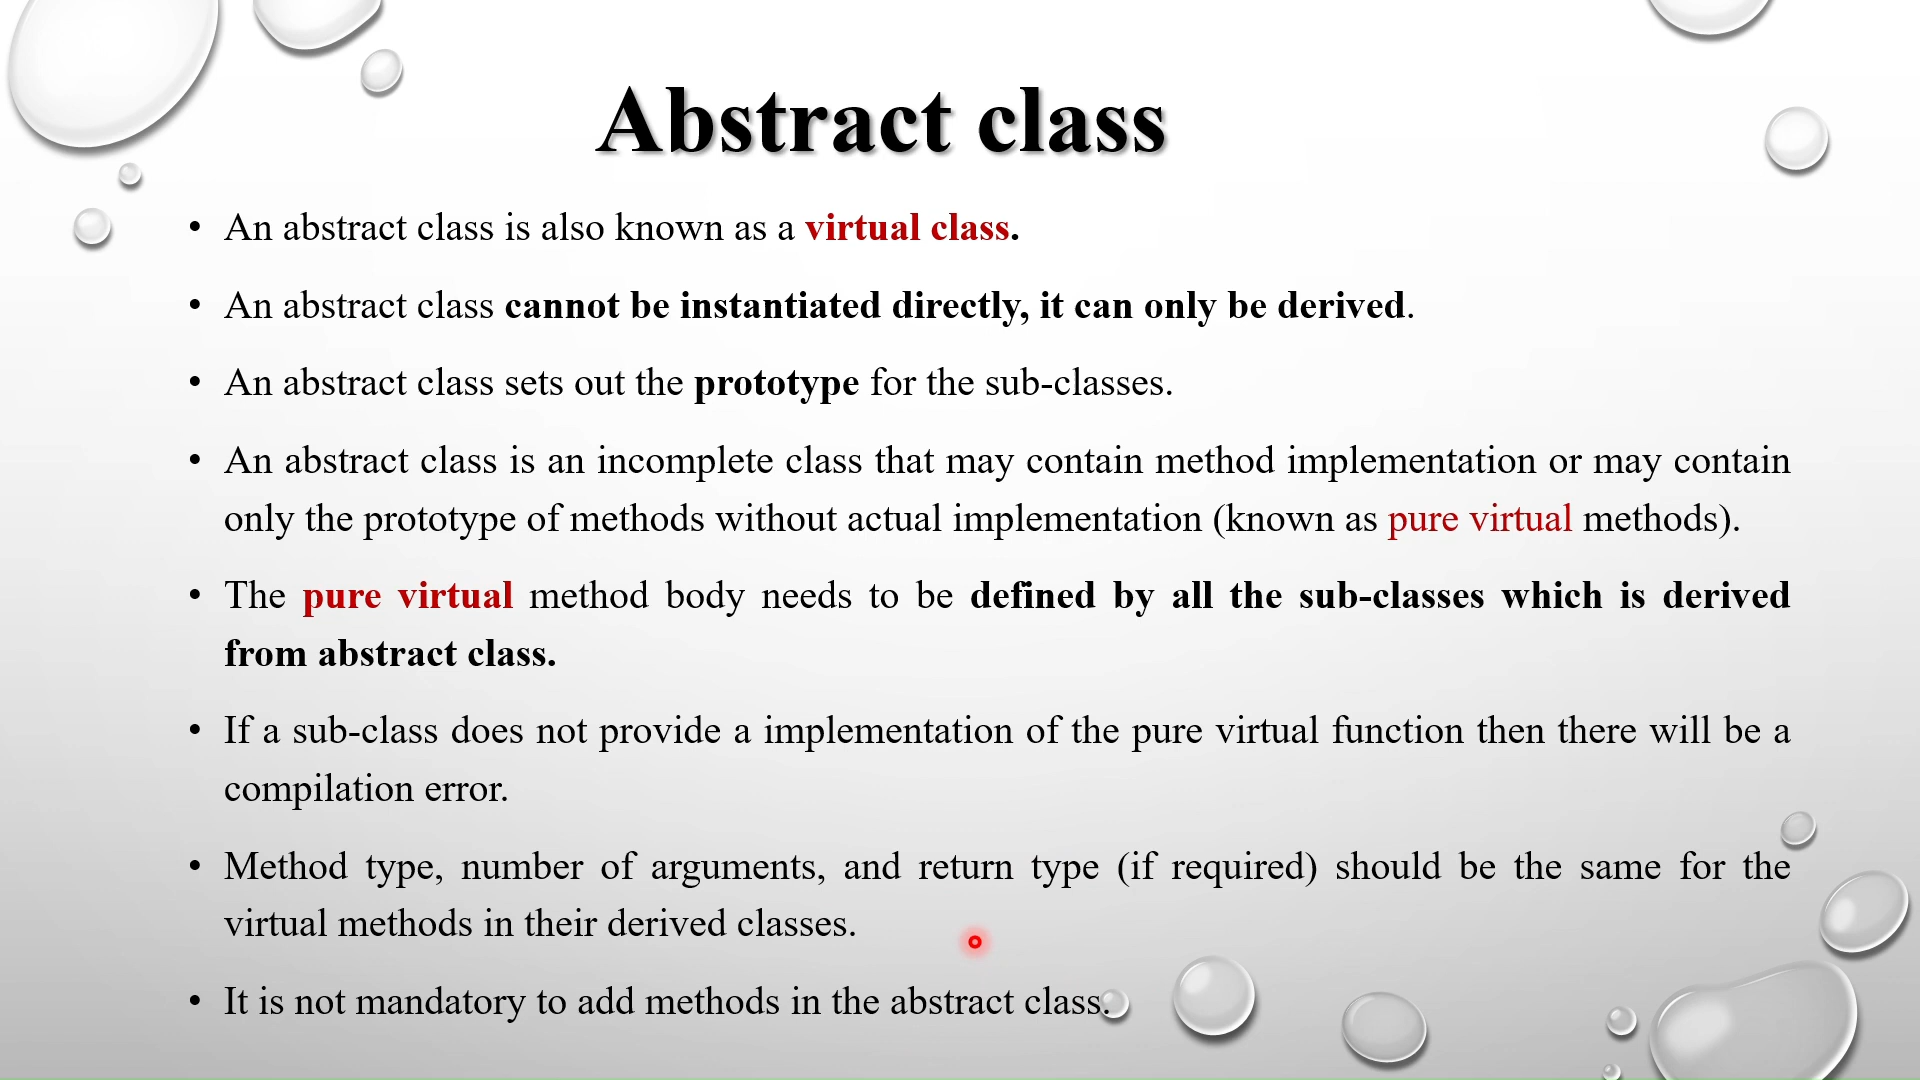 Abstract class
• An abstract class is also known as a virtual class.
• An abstract class cannot be instantiated directly, it can only be derived.
• An abstract class sets out the prototype for the sub-classes.
• An abstract class is an incomplete class that may contain method implementation or may contain
only the prototype of methods without actual implementation (known as pure virtual methods).
• The pure virtual method body needs to be defined by all the sub-classes which is derived
from abstract class.
• If a sub-class does not provide a implementation of the pure virtual function then there will be a
compilation error.
• Method type, number of arguments, and return type (if required) should be the same for the
virtual methods in their derived classes.
• It is not mandatory to add methods in the abstract class.